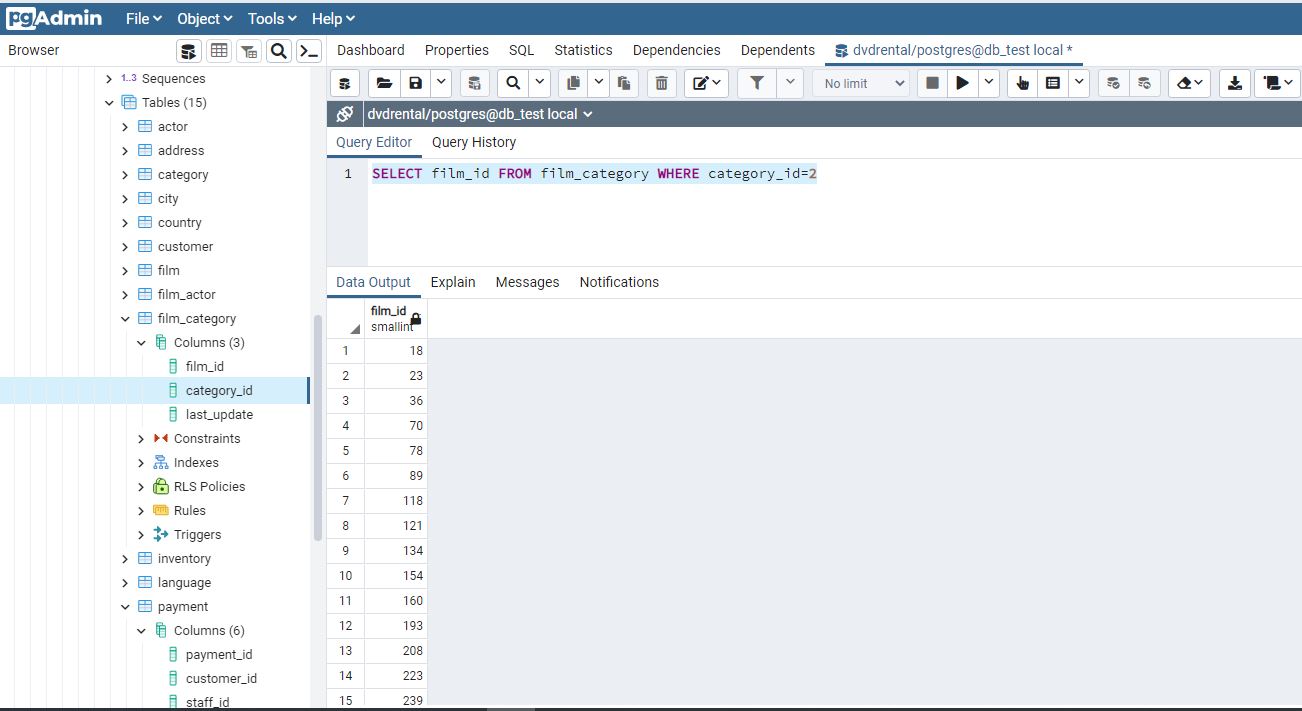 pgAdmin File Object Tools Help
Browser
Dashboard Properties SQL Statistics Dependencies Dependents dvdrental/postgres@db_test local *
1..3 Sequences
Tables (15)
actor
address
category
city
country
customer
film
film_actor
film_category
Columns (3)
film_id
category_id
last_update
Constraints
Indexes
RLS Policies
Rules
Triggers
inventory
language
payment
Columns (6)
payment_id
customer_id
staff_id
No limit
dvdrental/postgres@db_test local
Query Editor Query History
1 SELECT film_id FROM film_category WHERE category_id=2
Data Output Explain Messages Notifications
film_id
smallint
1 18
2 23
3 36
4 70
5 78
6 89
7 118
8 121
9 134
10 154
11 160
12 193
13 208
14 223
15 239